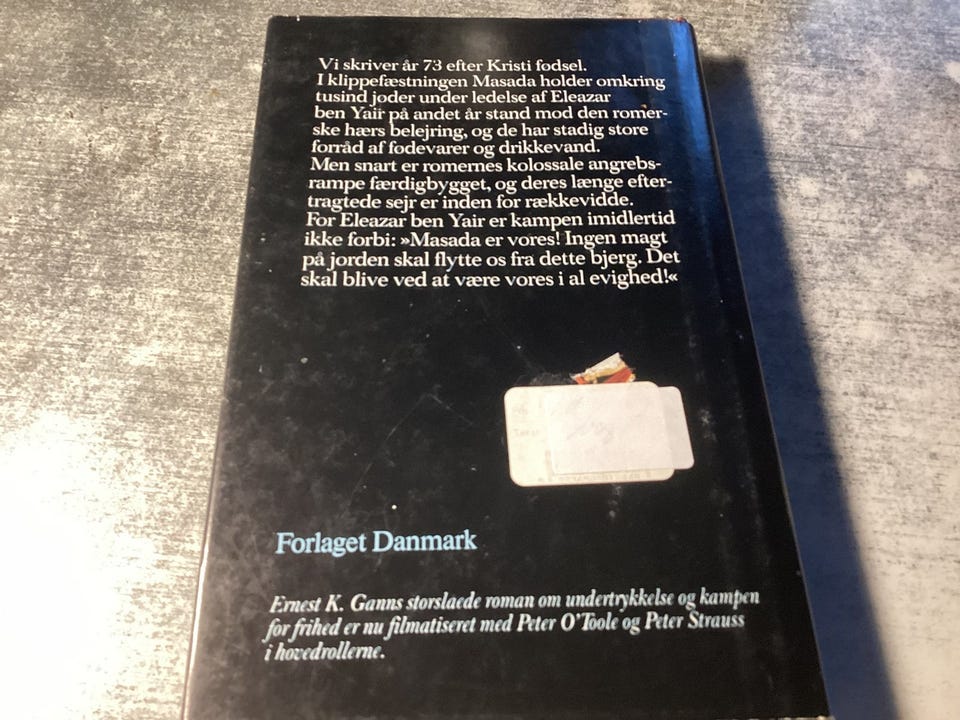 Vi skriver år 73 efter Kristi fødsel.
I klippefæstningen Masada holder omkring
tusind jøder under ledelse af Eleazar
ben Yair på andet år stand mod den romer-
ske hærs belejring, og de har stadig store
forråd af fødevarer og drikkevand.
Men snart er romernes kolossale angrebs-
rampe færdigbygget, og deres længe efter-
tragtede sejr er inden for rækkevidde.
For Eleazar ben Yair er kampen imidlertid
ikke forbi: »Masada er vores! Ingen magt
på jorden skal flytte os fra dette bjerg. Det
skal blive ved at være vores i al evighed!«
Forlaget Danmark
Ernest K. Ganns storslaede roman om undertrykkelse og kampen
for frihed er nu filmatiseret med Peter O'Toole og Peter Strauss
i hovedrollerne.